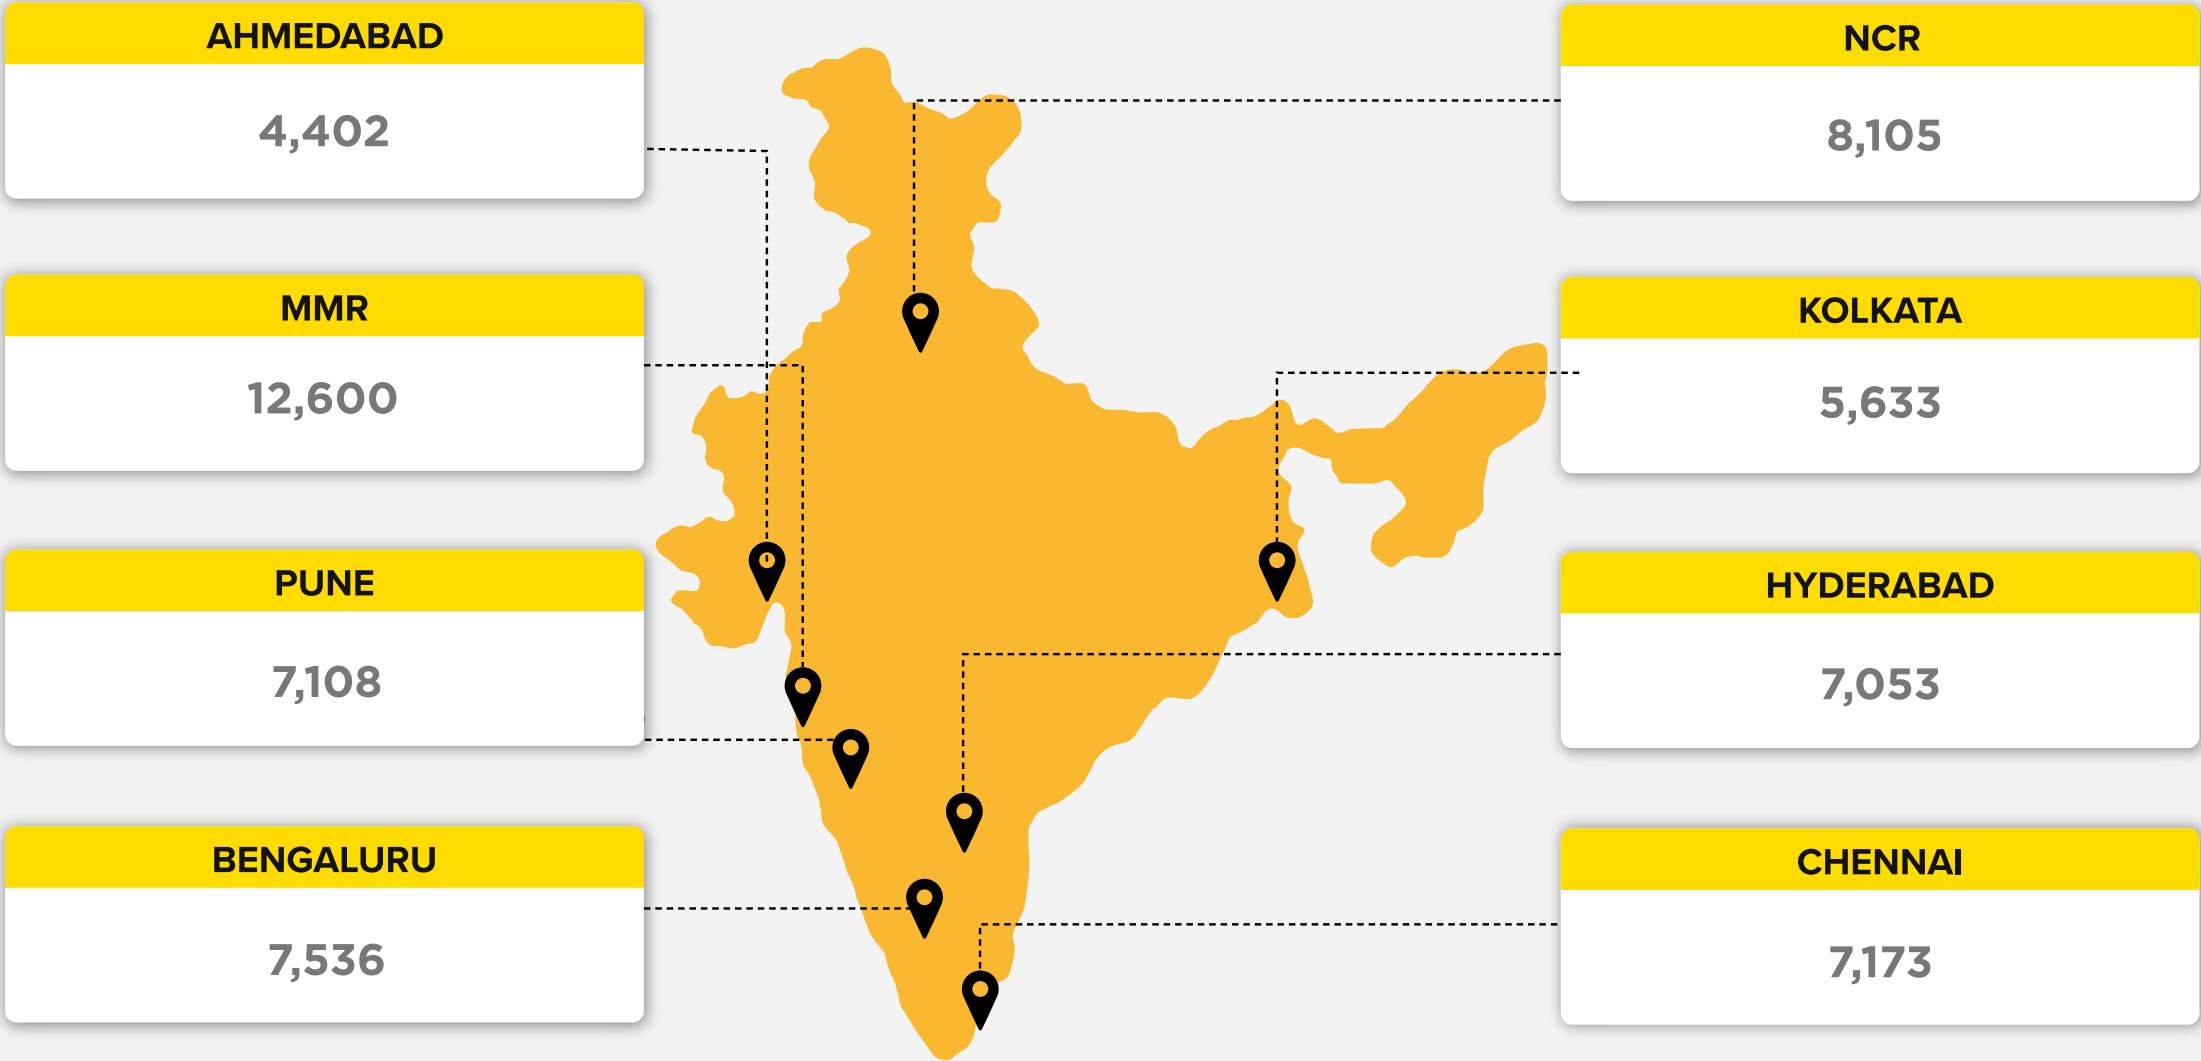 AHMEDABAD
4,402
MMR
12,600
PUNE
7,108
BENGALURU
7,536
NCR
8,105
KOLKATA
5,633
HYDERABAD
7,053
CHENNAI
7,173